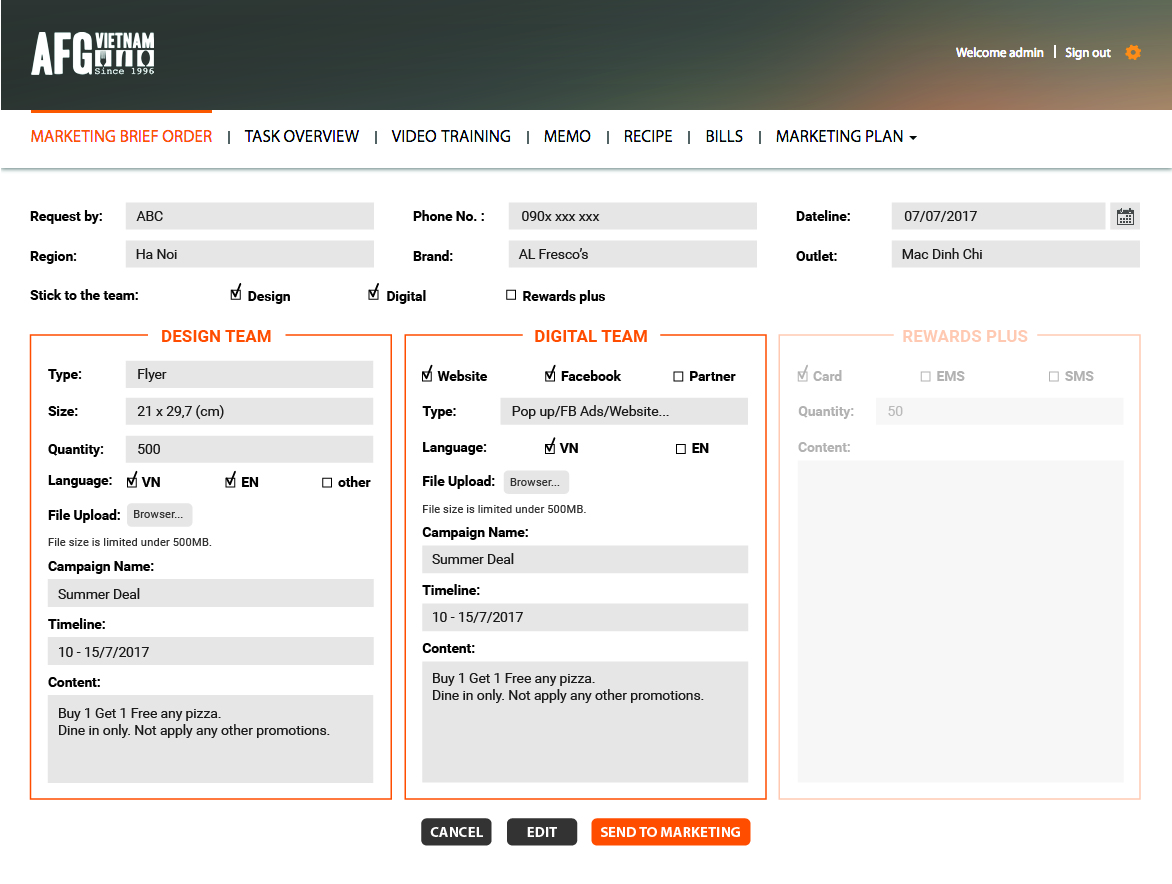 AFG VIETNAM
Since 1996
Welcome admin | Sign out
MARKETING BRIEF ORDER | TASK OVERVIEW | VIDEO TRAINING | MEMO | RECIPE | BILLS | MARKETING PLAN
Request by: ABC Phone No. : 090x xxx xxx Dateline: 07/07/2017
Region: Ha Noi Brand: AL Fresco’s Outlet: Mac Dinh Chi
Stick to the team: Design Digital Rewards plus
DESIGN TEAM
Type: Flyer
Size: 21 x 29,7 (cm)
Quantity: 500
Language: VN EN other
File Upload: Browser...
File size is limited under 500MB.
Campaign Name:
Summer Deal
Timeline:
10 - 15/7/2017
Content:
Buy 1 Get 1 Free any pizza.
Dine in only. Not apply any other promotions.
DIGITAL TEAM
Website Facebook Partner
Type: Pop up/FB Ads/Website...
Language: VN EN
File Upload: Browser...
File size is limited under 500MB.
Campaign Name:
Summer Deal
Timeline:
10 - 15/7/2017
Content:
Buy 1 Get 1 Free any pizza.
Dine in only. Not apply any other promotions.
REWARDS PLUS
Card EMS SMS
Quantity: 50
Content:
CANCEL EDIT SEND TO MARKETING